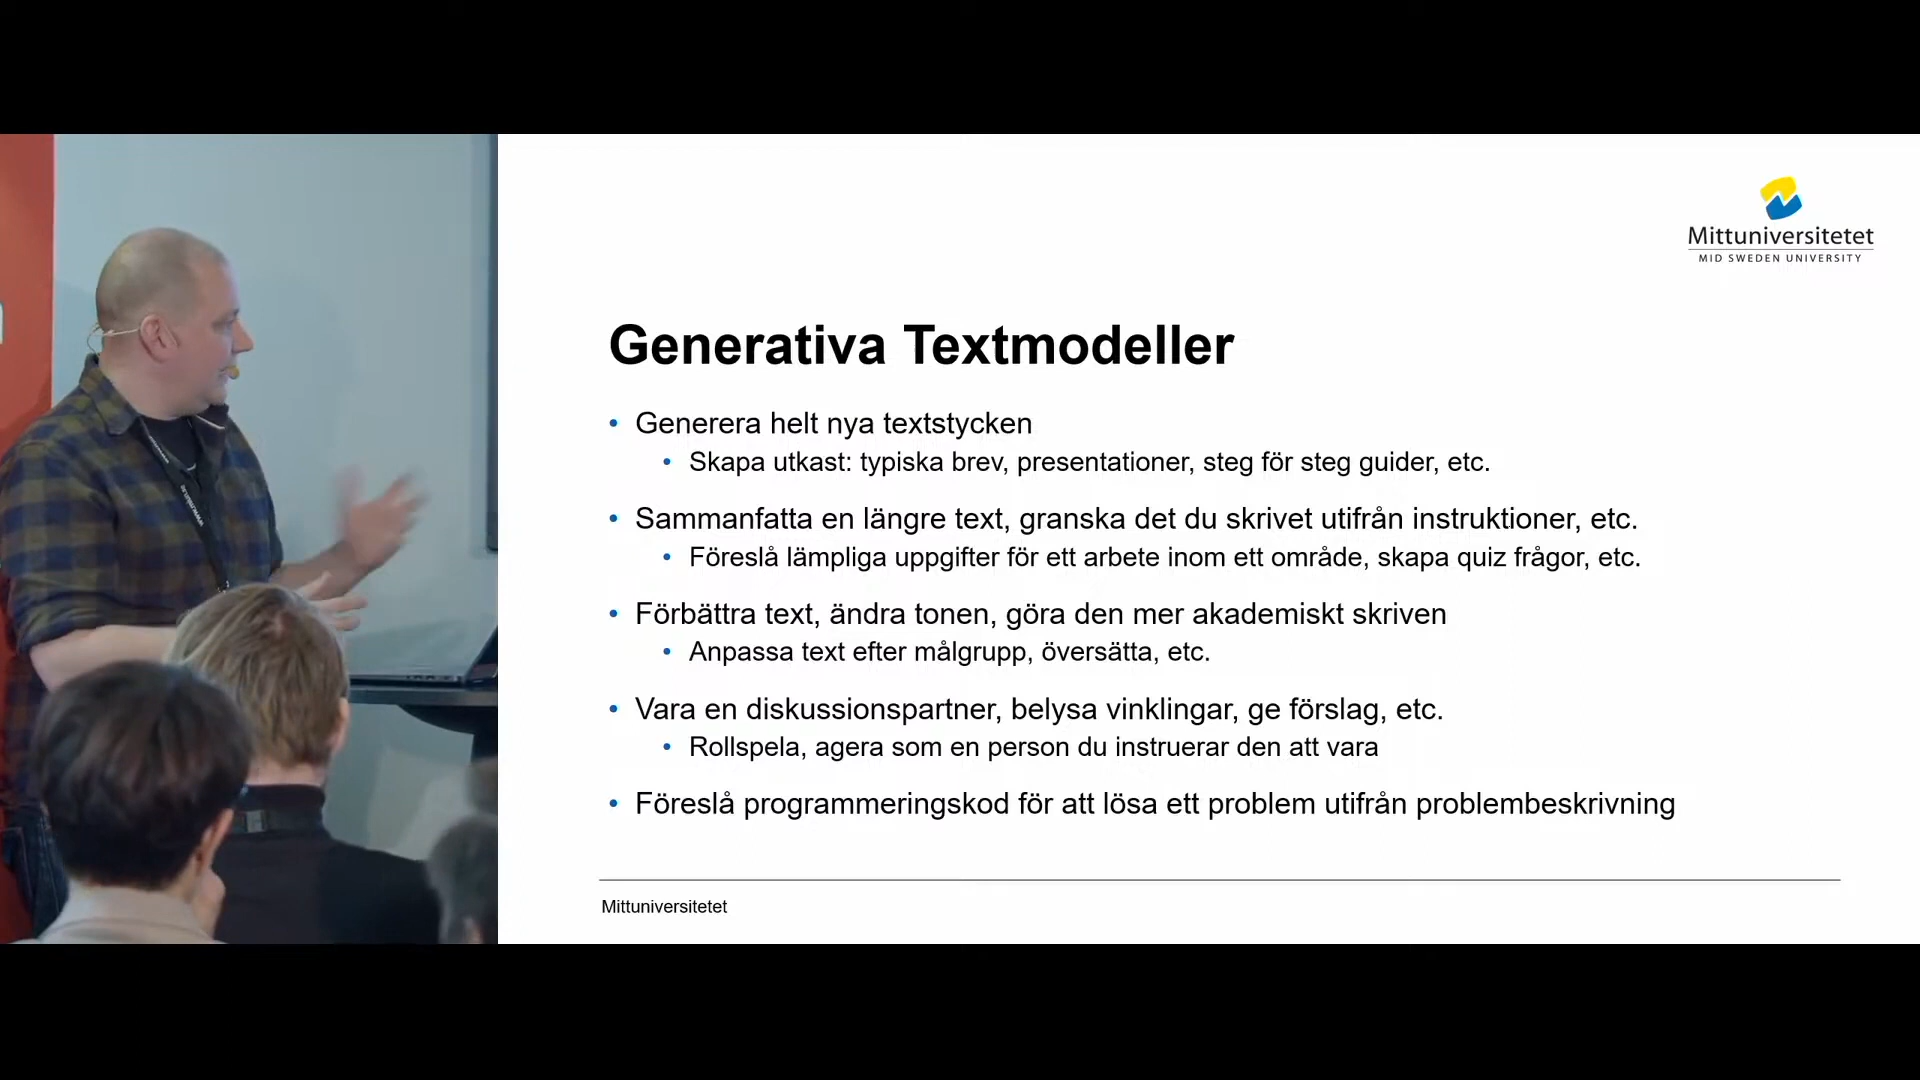 Mittuniversitetet
MID SWEDEN UNIVERSITY
Generativa Textmodeller
• Generera helt nya textstycken
• Skapa utkast: typiska brev, presentationer, steg för steg guider, etc.
• Sammanfatta en längre text, granska det du skrivet utifrån instruktioner, etc.
• Föreslå lämpliga uppgifter för ett arbete inom ett område, skapa quiz frågor, etc.
• Förbättra text, ändra tonen, göra den mer akademiskt skriven
• Anpassa text efter målgrupp, översätta, etc.
• Vara en diskussionspartner, belysa vinklingar, ge förslag, etc.
• Rollspela, agera som en person du instruerar den att vara
• Föreslå programmeringskod för att lösa ett problem utifrån problembeskrivning
Mittuniversitetet